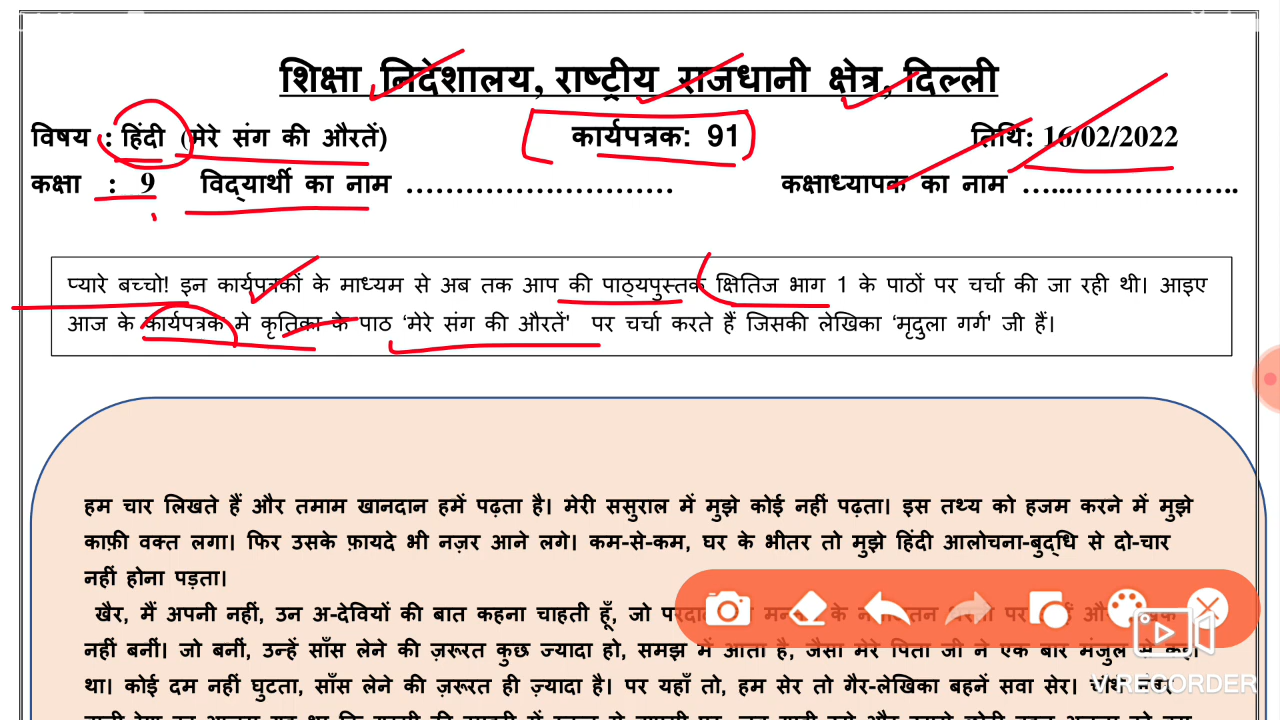 शिक्षा निदेशालय, राष्ट्रीय राजधानी क्षेत्र, दिल्ली
विषय : हिंदी (मेरे संग की औरतें) कार्यपत्रक: 91 तिथि: 16/02/2022
कक्षा : 9 विद्यार्थी का नाम ........................... कक्षाध्यापक का नाम ........................
प्यारे बच्चो! इन कार्यपत्रकों के माध्यम से अब तक आप की पाठ्यपुस्तक क्षितिज भाग 1 के पाठों पर चर्चा की जा रही थी। आइए
आज के कार्यपत्रक मे कृतिका के पाठ ‘मेरे संग की औरतें' पर चर्चा करते हैं जिसकी लेखिका ‘मृदुला गर्ग' जी हैं।
हम चार लिखते हैं और तमाम खानदान हमें पढ़ता है। मेरी ससुराल में मुझे कोई नहीं पढ़ता। इस तथ्य को हजम करने में मुझे
काफ़ी वक्त लगा। फिर उसके फ़ायदे भी नज़र आने लगे। कम-से-कम, घर के भीतर तो मुझे हिंदी आलोचना-बुद्धि से दो-चार
नहीं होना पड़ता।
खैर, मैं अपनी नहीं, उन अ-देवियों की बात कहना चाहती हूँ, जो के पर
नहीं बनीं। जो बनीं, उन्हें साँस लेने की ज़रूरत कुछ ज्यादा हो, समझ में आता है, जैसा मेरे पिता जी ने एक बार मंजुल से कहा
था। कोई दम नहीं घुटता, साँस लेने की ज़रूरत ही ज़्यादा है। पर यहाँ तो, हम सेर तो गैर-लेखिका बहनें सवा सेर।
V RECORDER